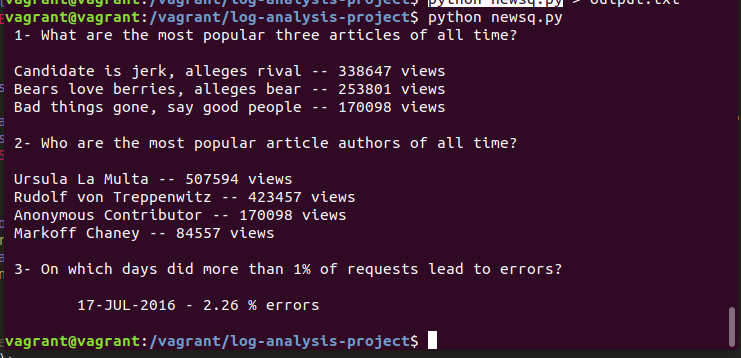 vagrant@vagrant:/vagrant/log-analysis-project$ python newsq.py > output.txt
vagrant@vagrant:/vagrant/log-analysis-project$ python newsq.py
1- What are the most popular three articles of all time?
Candidate is jerk, alleges rival -- 338647 views
Bears love berries, alleges bear -- 253801 views
Bad things gone, say good people -- 170098 views
2- Who are the most popular article authors of all time?
Ursula La Multa -- 507594 views
Rudolf von Treppenwitz -- 423457 views
Anonymous Contributor -- 170098 views
Markoff Chaney -- 84557 views
3- On which days did more than 1% of requests lead to errors?
17-JUL-2016 - 2.26 % errors
vagrant@vagrant:/vagrant/log-analysis-project$